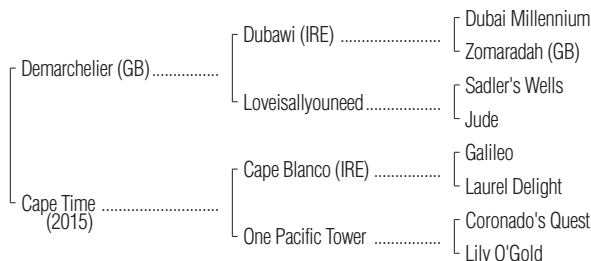 Dubai Millennium
Dubawi (IRE) ...................
Zomaradah (GB)
Demarchelier (GB) ...............
Sadler's Wells
Loveisallyouneed ..................
Jude
Galileo
Cape Blanco (IRE) ...................
Laurel Delight
Cape Time ...........................
(2015)
Coronado's Quest
One Pacific Tower ................
Lily O'Gold